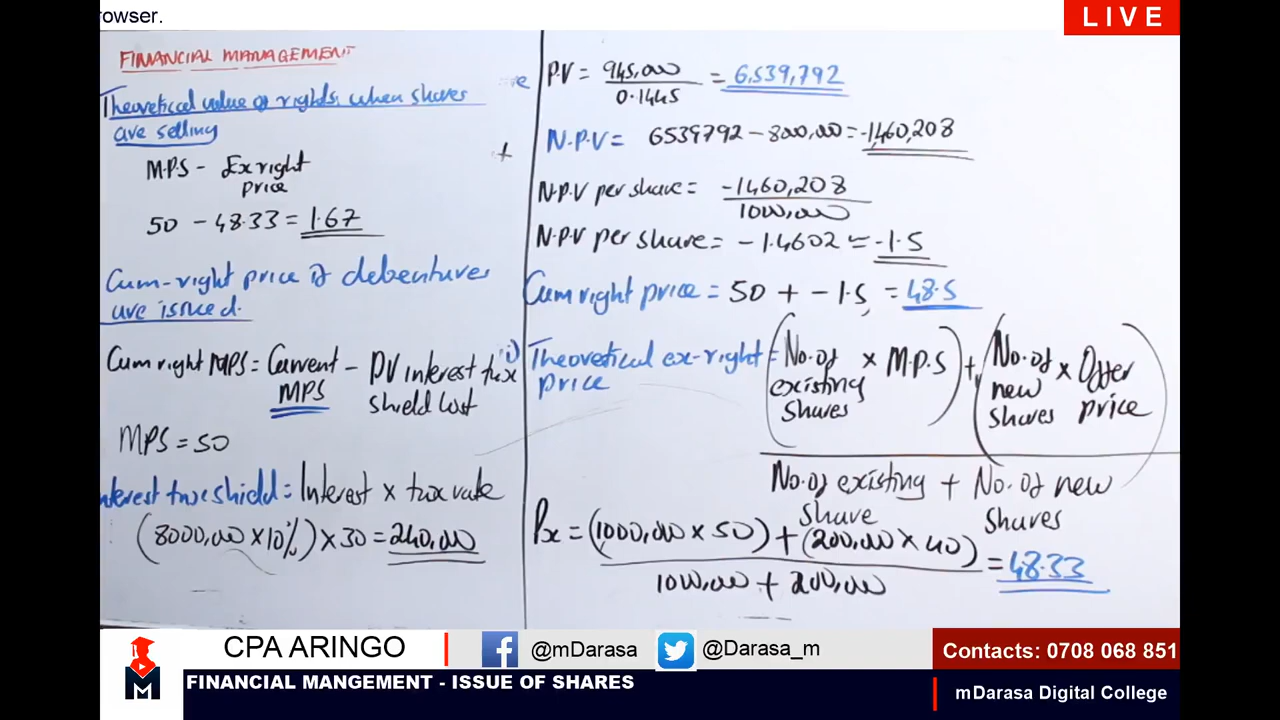 rowser.
LIVE
FINANCIAL MANAGEMENT
Theoretical value of rights when shares
are selling
M.P.S - Ex right
price
50 - 48.33 = 1.67
Cum-right price if debentures
are issued.
Cum right MPS = Current - PV interest tax
MPS shield lost
MPS = 50
nterest tax shield = Interest × tax rate
(8000,000 × 10%) × 30 = 240,000
P.V = 945,000 = 6,539,792
0.1445
N.P.V = 6539792 - 800,000 = -1,460,208
N.P.V per share = -1460,208
1000,000
N.P.V per share = -1.4602 ≈ -1.5
Cum right price = 50 + -1.5 = 48.5
i) Theoretical ex-right = (No. of existing shares × M.P.S) + (No. of new shares × Offer price)
price
No. of existing share + No. of new shares
Px = (1000,000 × 50) + (200,000 × 40) = 48.33
1000,000 + 200,000
CPA ARINGO
@mDarasa
@Darasa_m
Contacts: 0708 068 851
M
FINANCIAL MANGEMENT - ISSUE OF SHARES
mDarasa Digital College